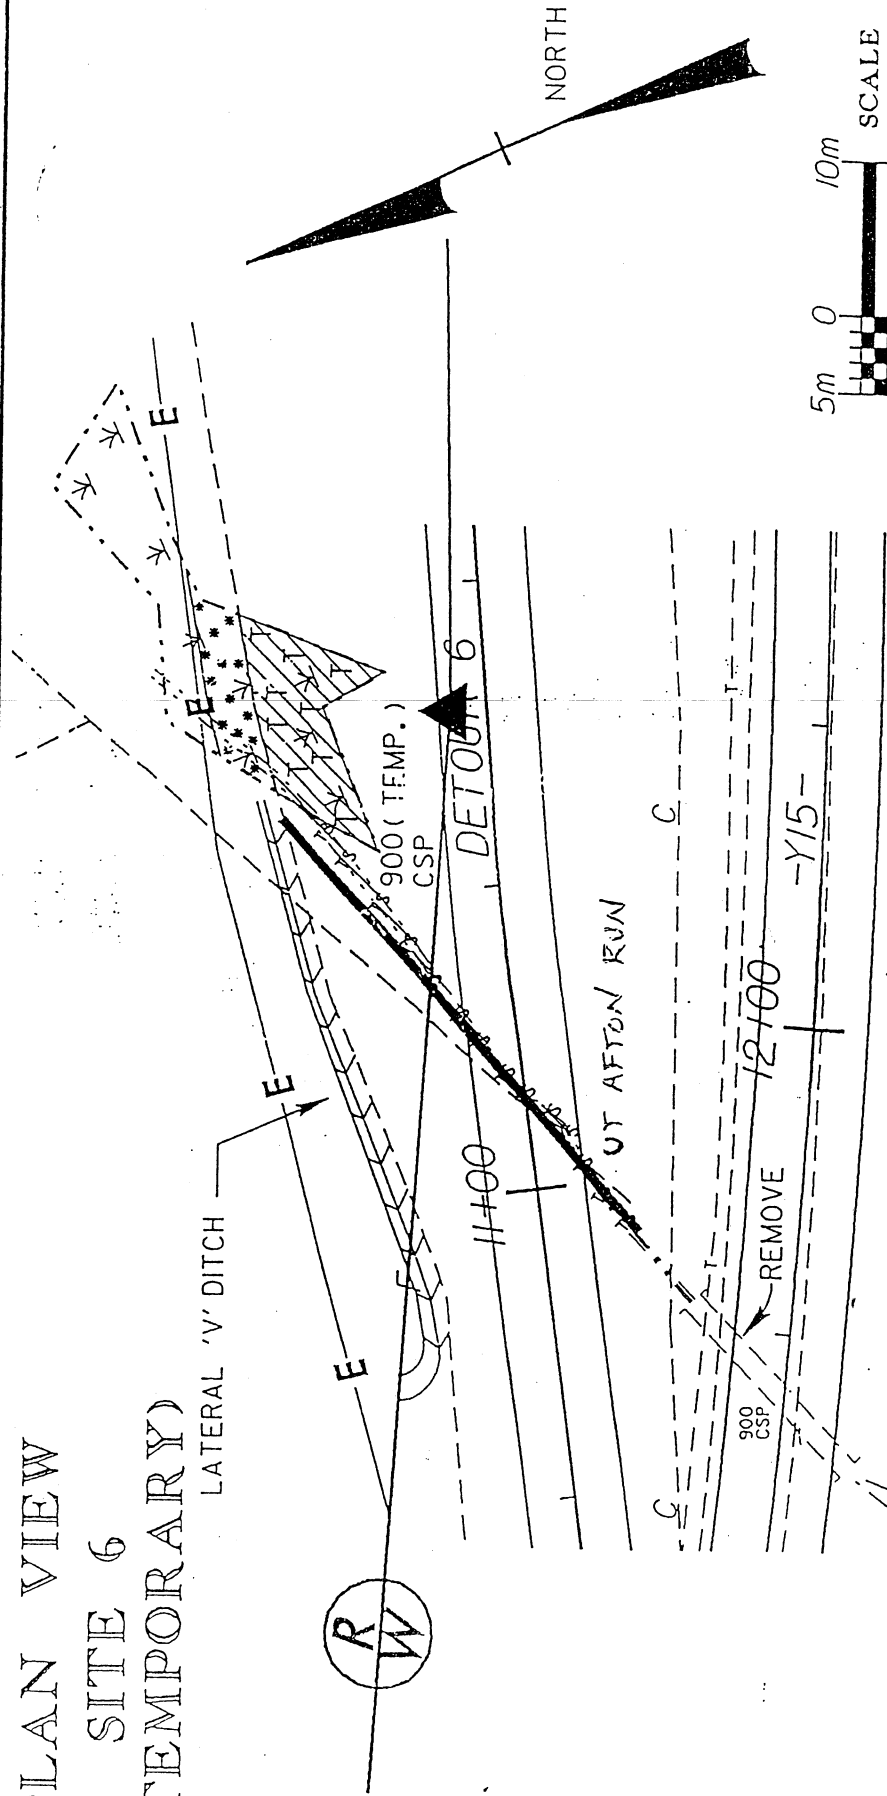 LAN VIEW
SITE 6
TEMPORARY)
LATERAL 'V' DITCH
E
E
E
E
R
W
F
900 (TEMP.)
CSP
DETOUR 6
11+00
UT AFTON RUN
C
C
12+00
-Y15-
REMOVE
900
CSP
NORTH
5m 0 10m
SCALE